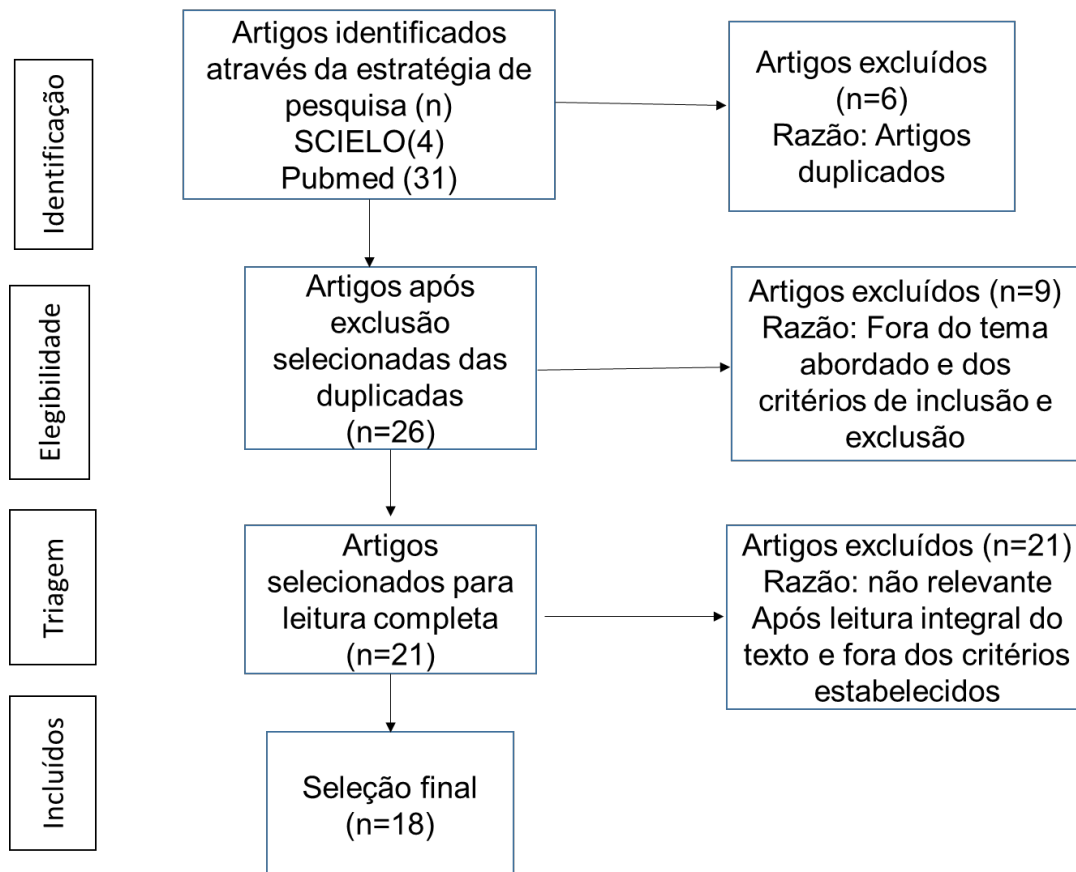 Identificação
Artigos identificados
através da estratégia de
pesquisa (n)
SCIELO(4)
Pubmed (31)
Artigos excluídos
(n=6)
Razão: Artigos
duplicados
Elegibilidade
Artigos após
exclusão
selecionadas das
duplicadas
(n=26)
Artigos excluídos (n=9)
Razão: Fora do tema
abordado e dos
critérios de inclusão e
exclusão
Triagem
Artigos
selecionados para
leitura completa
(n=21)
Artigos excluídos (n=21)
Razão: não relevante
Após leitura integral do
texto e fora dos critérios
estabelecidos
Incluídos
Seleção final
(n=18)